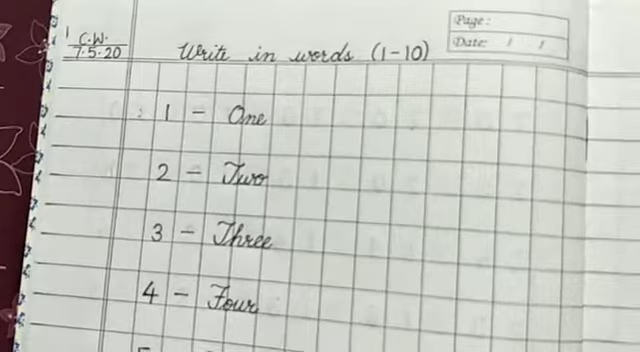 1 C.W.
7.5.20
Write in words (1-10)
Page:
Date: / /
1 - One
2 - Two
3 - Three
4 - Four